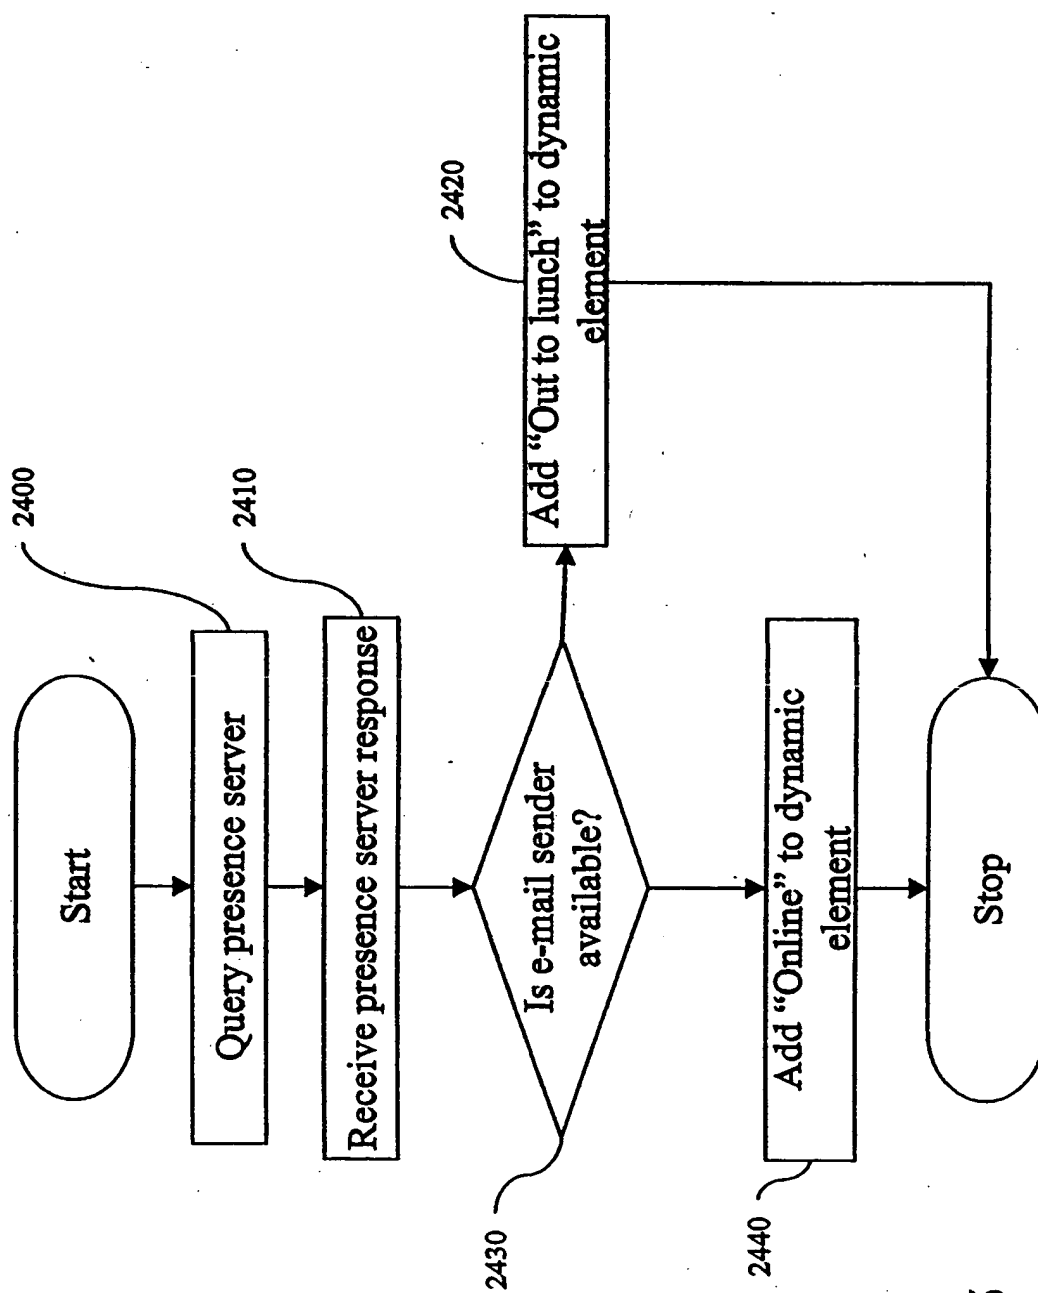 Start
2400
Query presence server
2410
Receive presence server response
2430
Is e-mail sender
available?
2420
Add “Out to lunch” to dynamic
element
2440
Add “Online” to dynamic
element
Stop